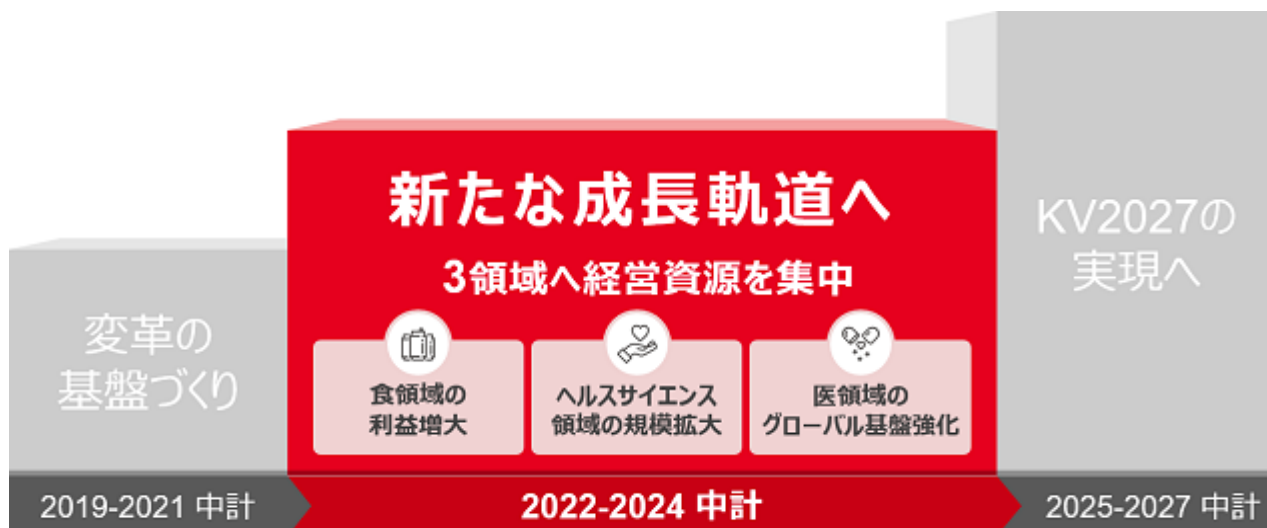 新たな成長軌道へ
3領域へ経営資源を集中
食領域の
利益増大
ヘルスサイエンス
領域の規模拡大
医領域の
グローバル基盤強化
変革の
基盤づくり
KV2027の
実現へ
2019-2021 中計
2022-2024 中計
2025-2027 中計